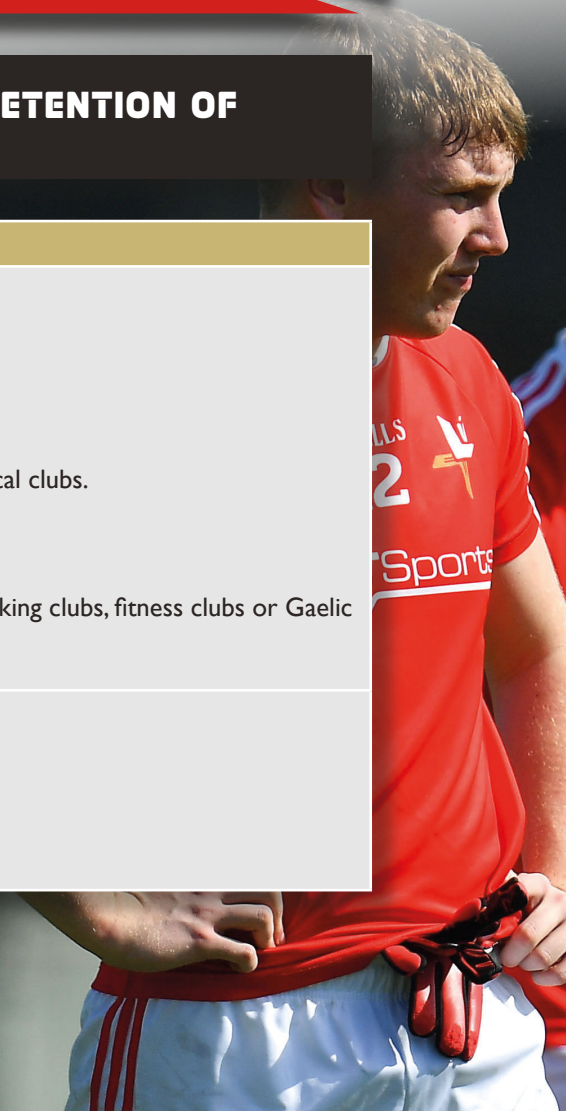 ETENTION OF
cal clubs.
king clubs, fitness clubs or Gaelic
LLS
2
Sports